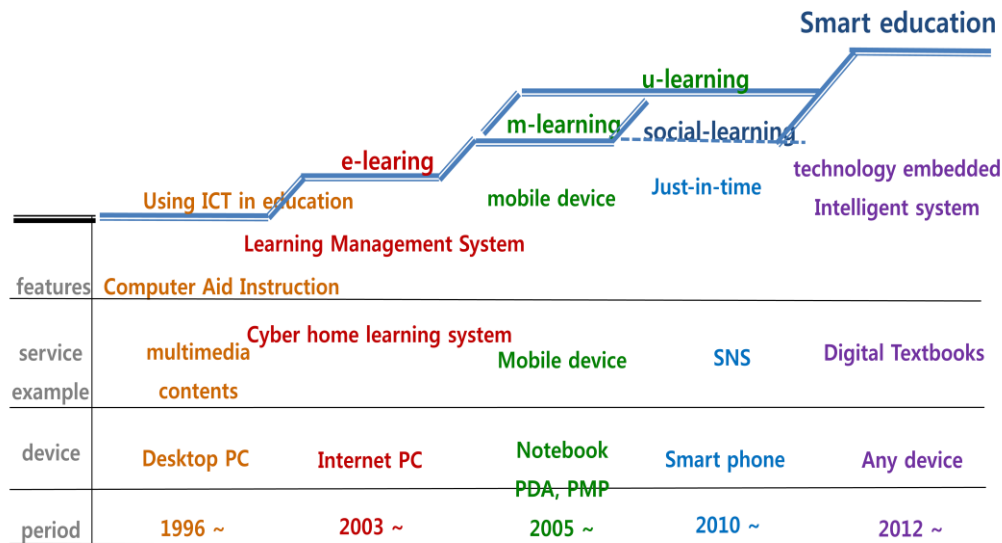 Smart education
u-learning
m-learning
social-learning
e-learing
technology embedded
Intelligent system
Just-in-time
mobile device
Using ICT in education
Learning Management System
features
Computer Aid Instruction
service
example
multimedia
contents
Cyber home learning system
Mobile device
SNS
Digital Textbooks
device
Desktop PC
Internet PC
Notebook
PDA, PMP
Smart phone
Any device
period
1996 ~
2003 ~
2005 ~
2010 ~
2012 ~